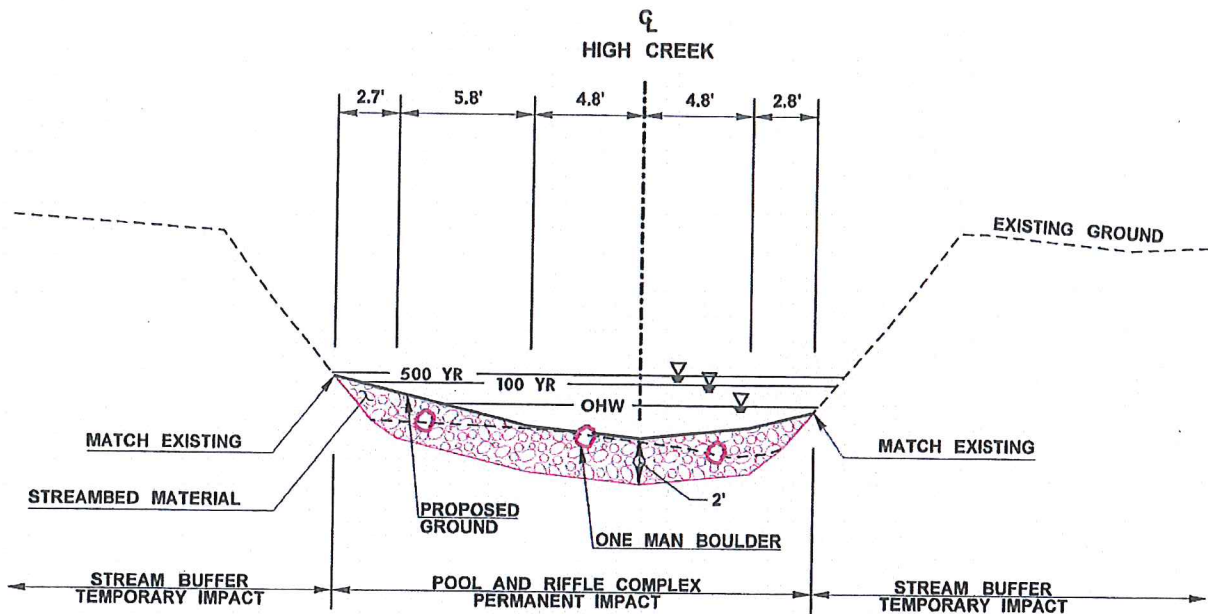 ℄
HIGH CREEK
2.7' 5.8' 4.8' 4.8' 2.8'
EXISTING GROUND
500 YR
100 YR
OHW
MATCH EXISTING
MATCH EXISTING
STREAMBED MATERIAL
PROPOSED
GROUND
2'
ONE MAN BOULDER
STREAM BUFFER
TEMPORARY IMPACT
POOL AND RIFFLE COMPLEX
PERMANENT IMPACT
STREAM BUFFER
TEMPORARY IMPACT